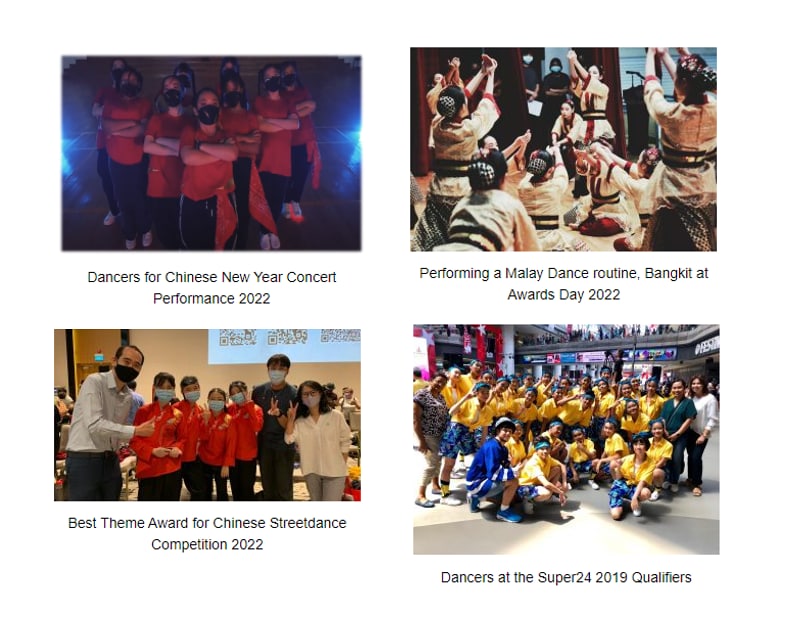 Dancers for Chinese New Year Concert
Performance 2022
Performing a Malay Dance routine, Bangkit at
Awards Day 2022
Best Theme Award for Chinese Streetdance
Competition 2022
Dancers at the Super24 2019 Qualifiers